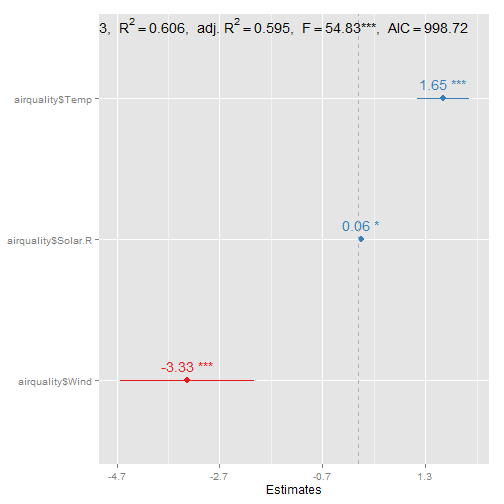 3, R² = 0.606, adj. R² = 0.595, F = 54.83***, AIC = 998.72
airquality$Temp
1.65 ***
airquality$Solar.R
0.06 *
airquality$Wind
-3.33 ***
-4.7 -2.7 -0.7 1.3
Estimates